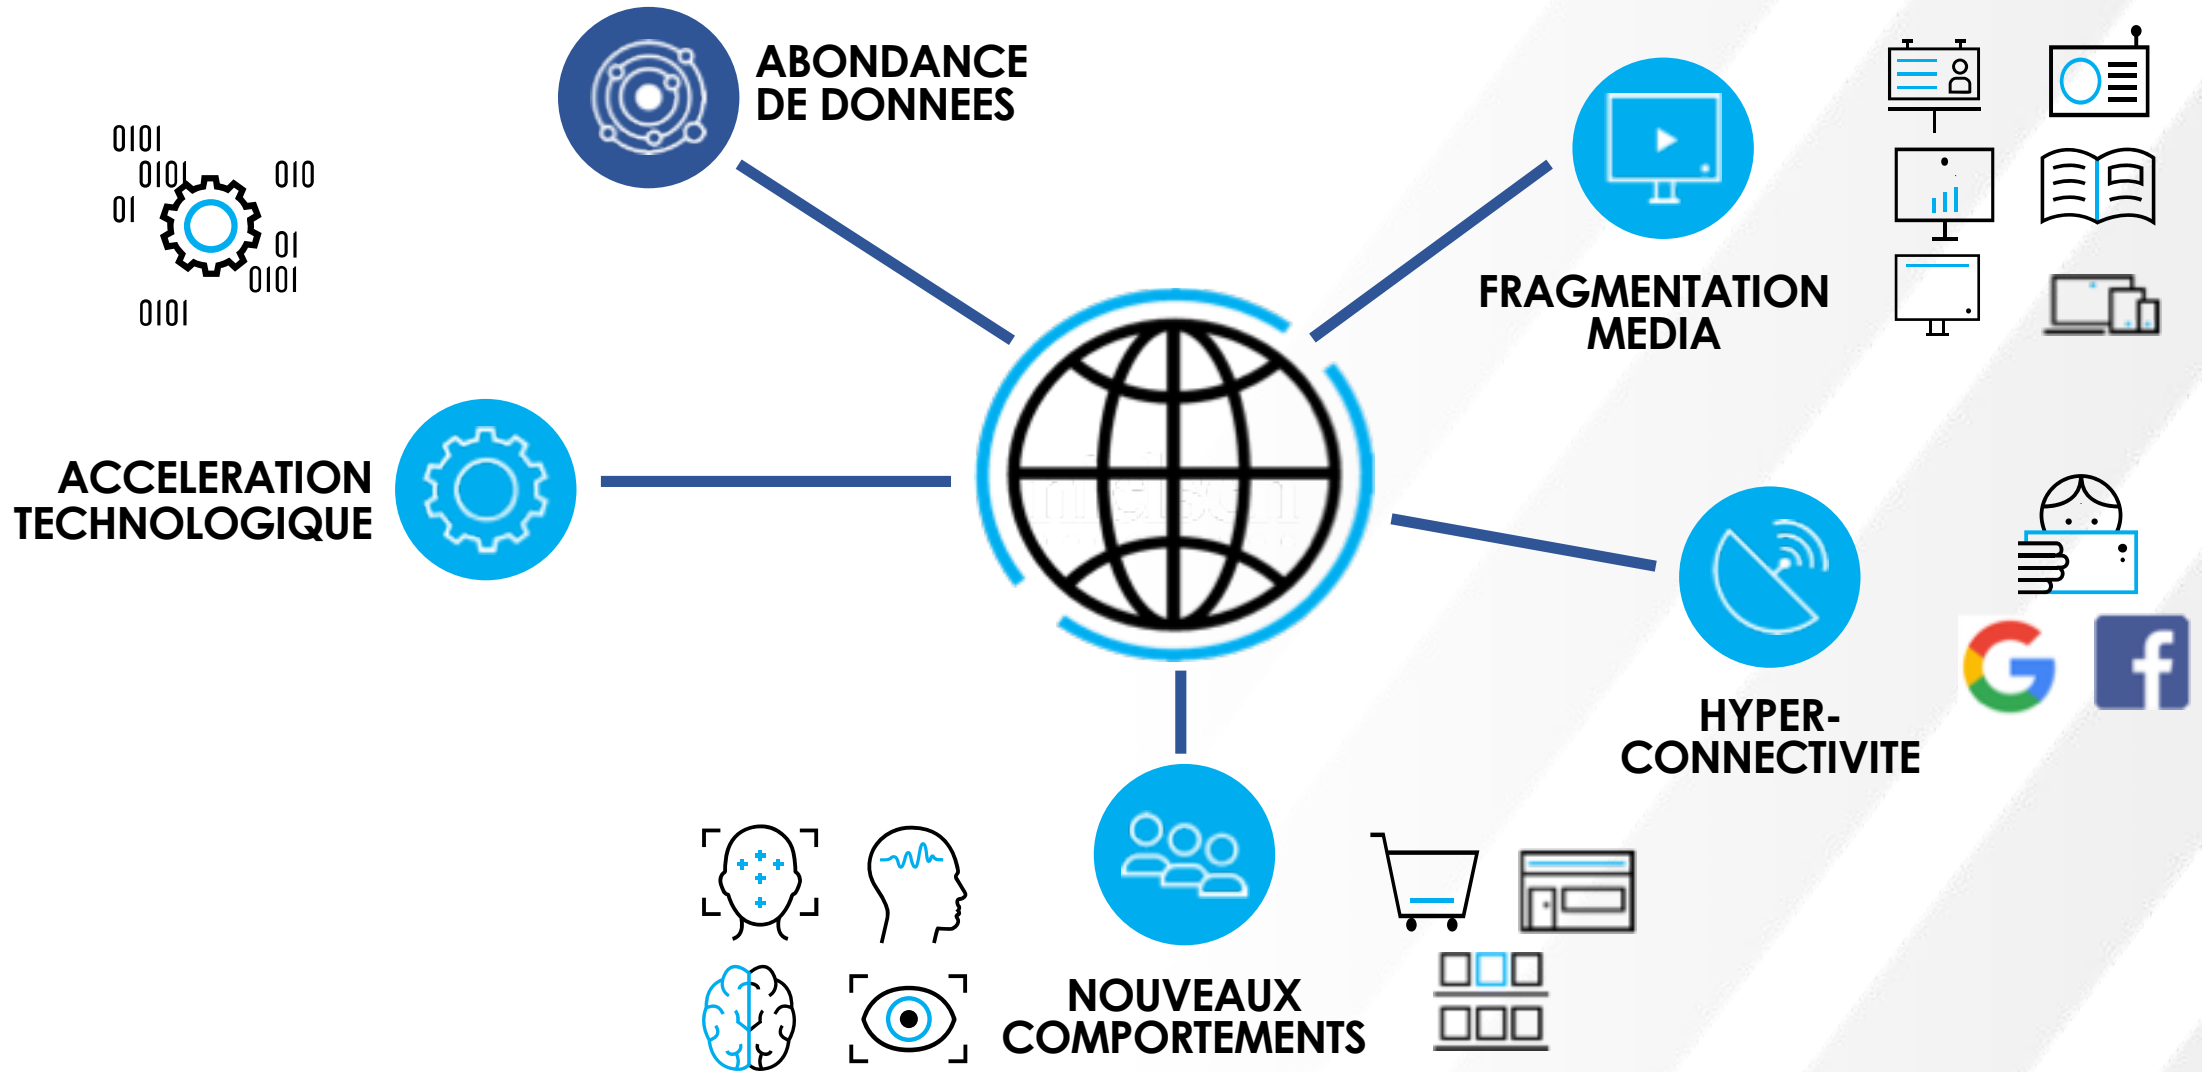 ABONDANCE
DE DONNEES
0101
0101
010
01
01
0101
0101
FRAGMENTATION
MEDIA
ACCELERATION
TECHNOLOGIQUE
HYPER-
CONNECTIVITE
NOUVEAUX
COMPORTEMENTS